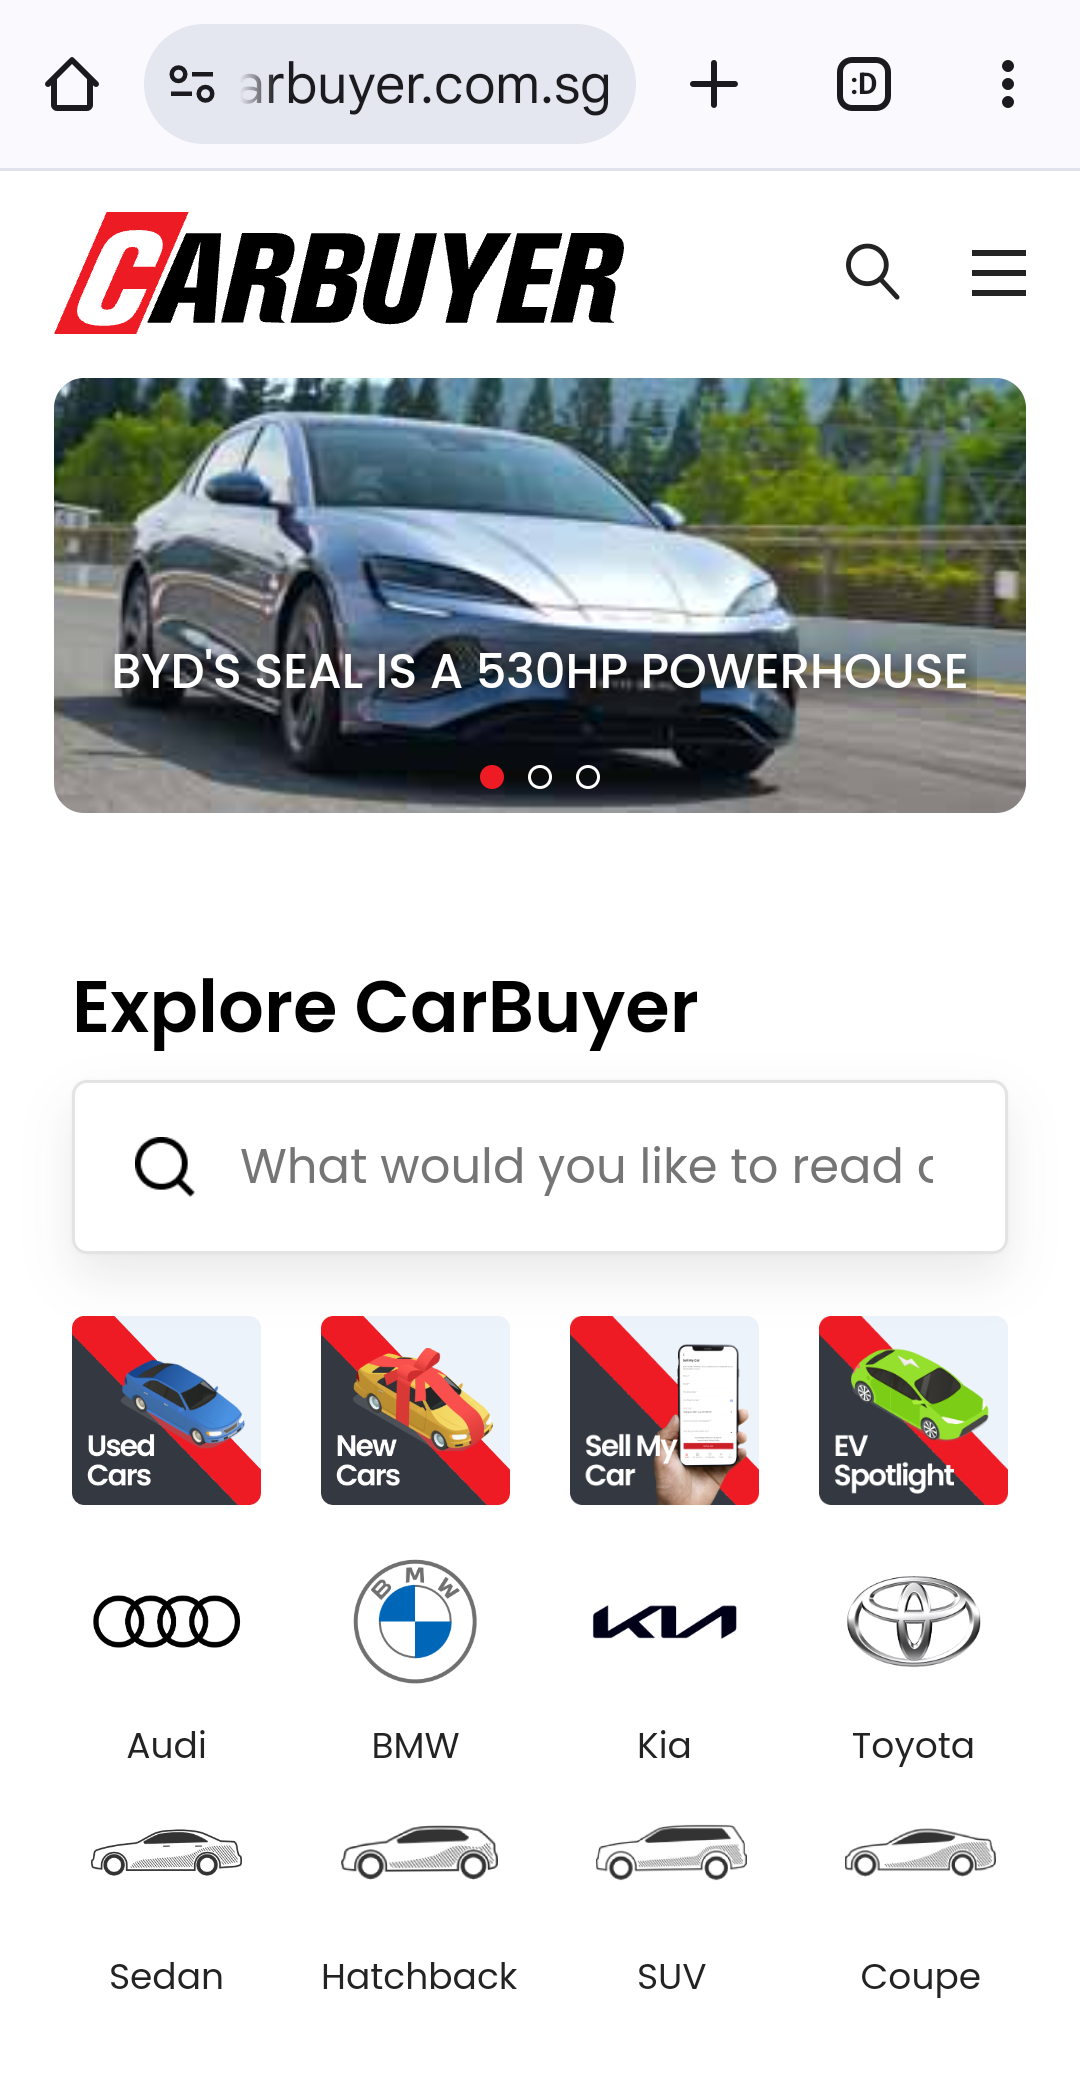 arbuyer.com.sg
:D
CARBUYER
BYD'S SEAL IS A 530HP POWERHOUSE
Explore CarBuyer
What would you like to read
Used
Cars
New
Cars
Sell My
Car
EV
Spotlight
BMW
KIA
Audi
BMW
Kia
Toyota
Sedan
Hatchback
SUV
Coupe